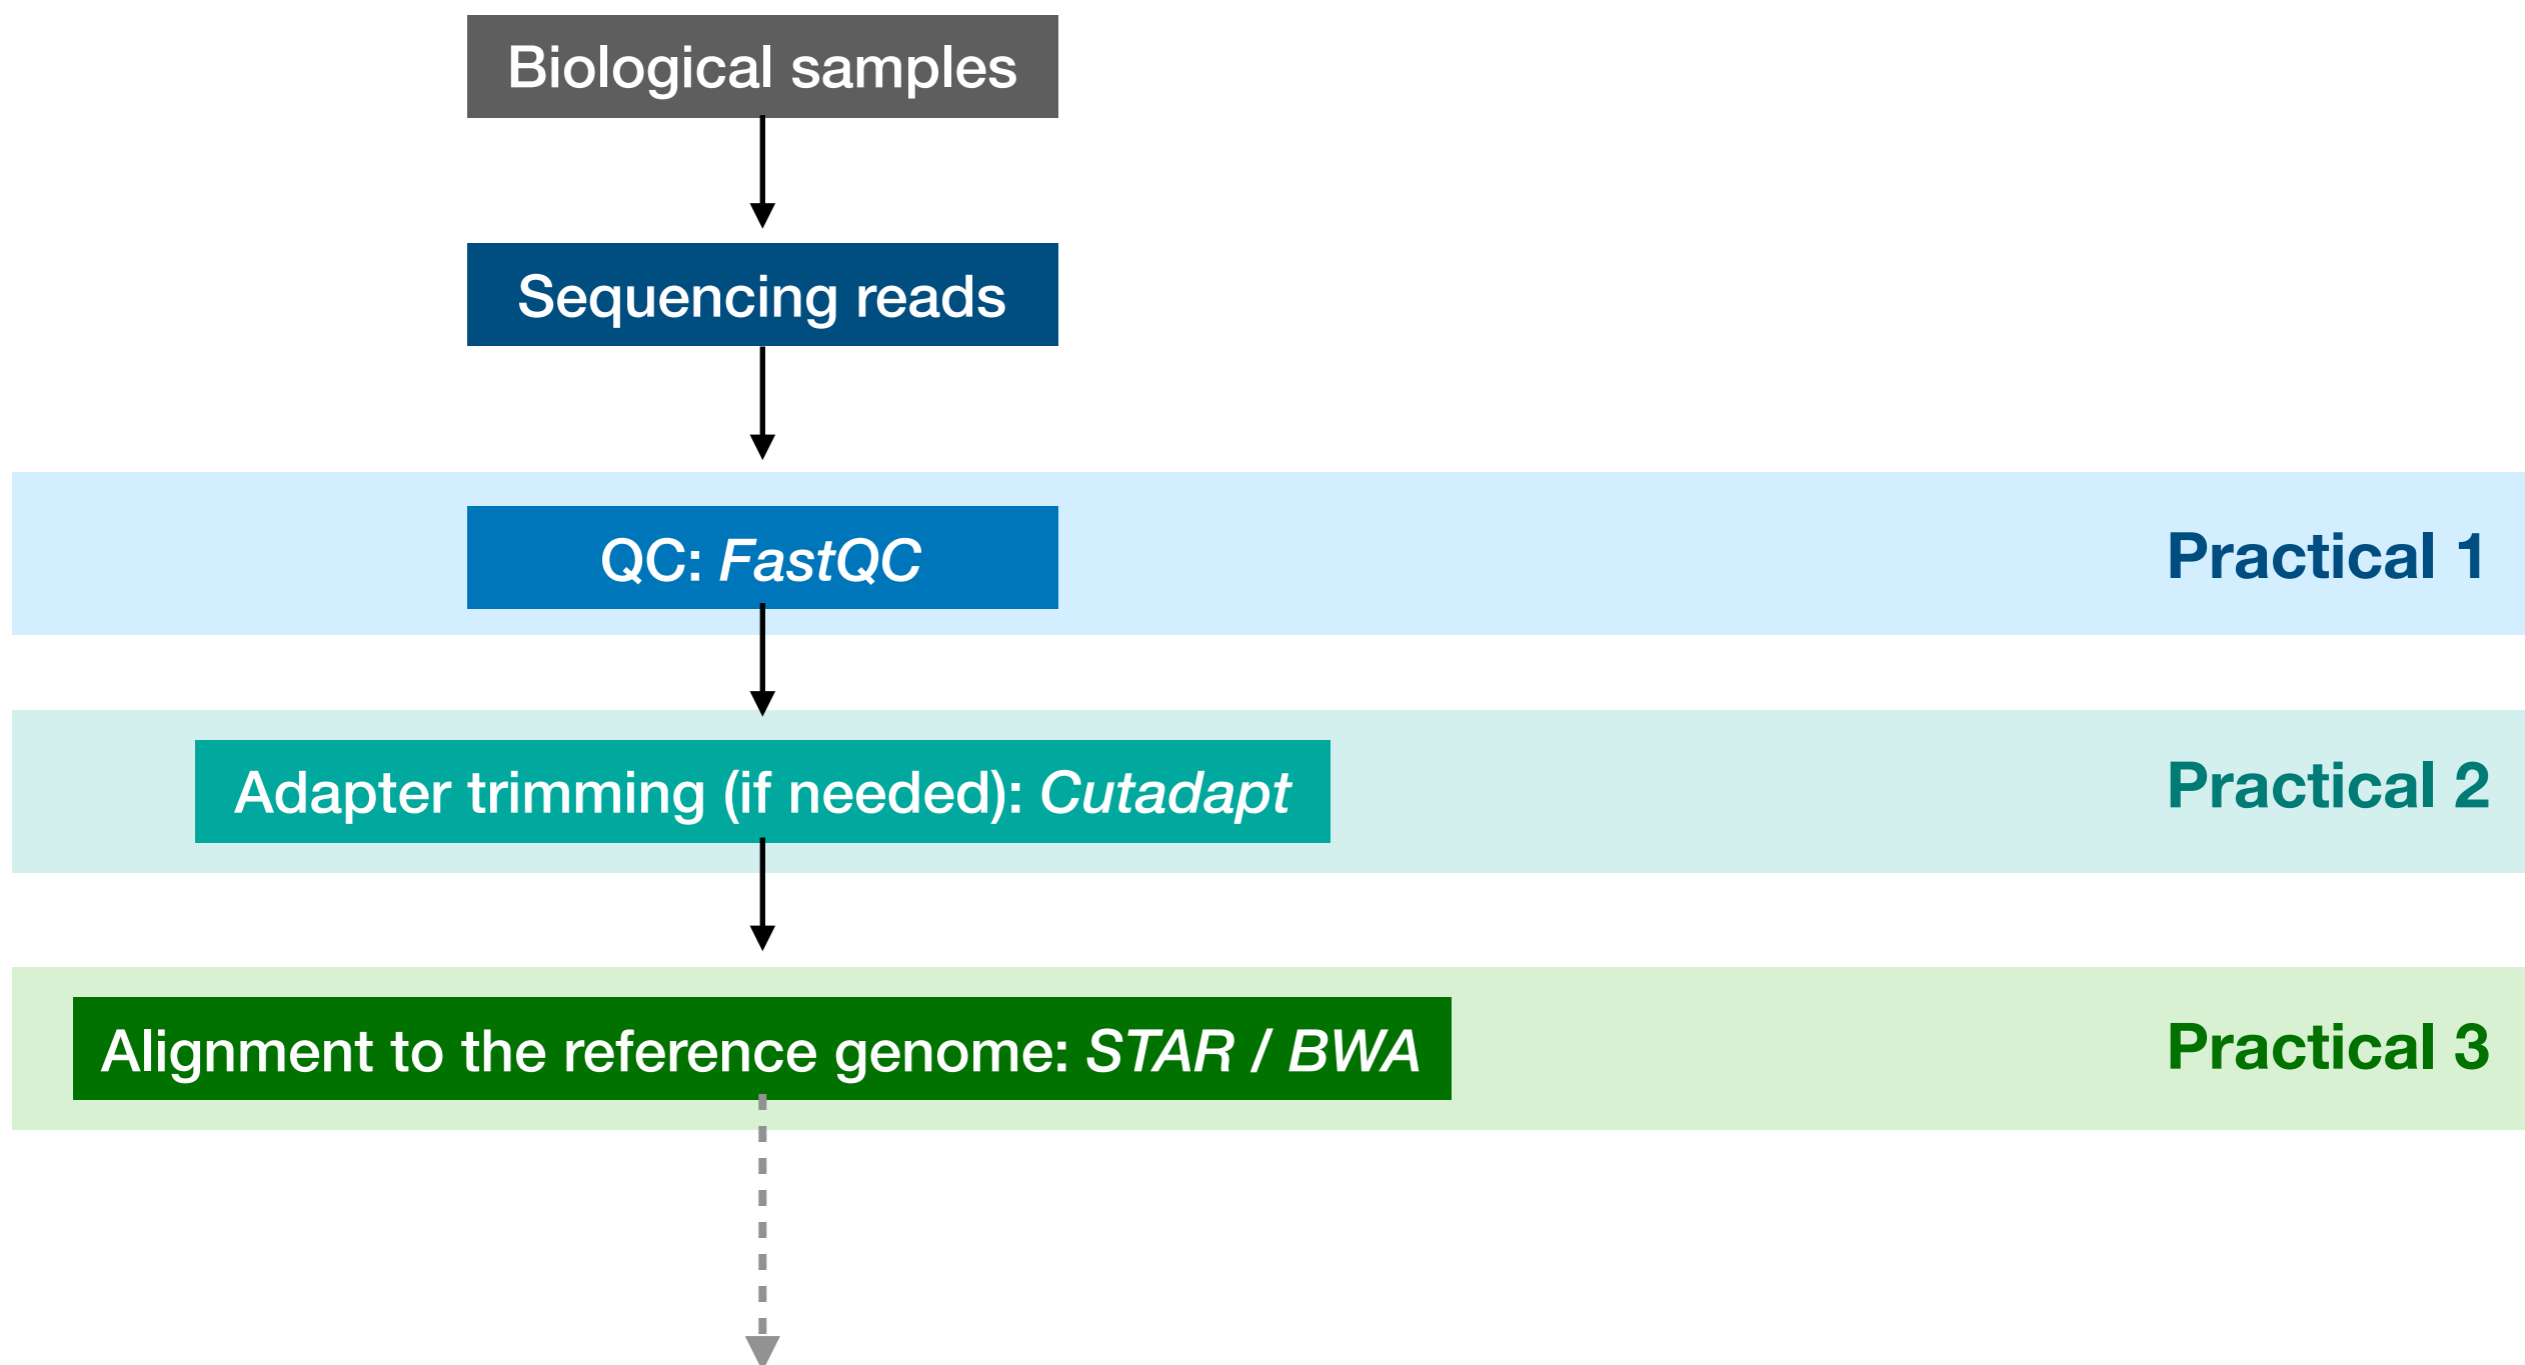 Biological samples
Sequencing reads
QC: FastQC
Practical 1
Adapter trimming (if needed): Cutadapt
Practical 2
Alignment to the reference genome: STAR / BWA
Practical 3